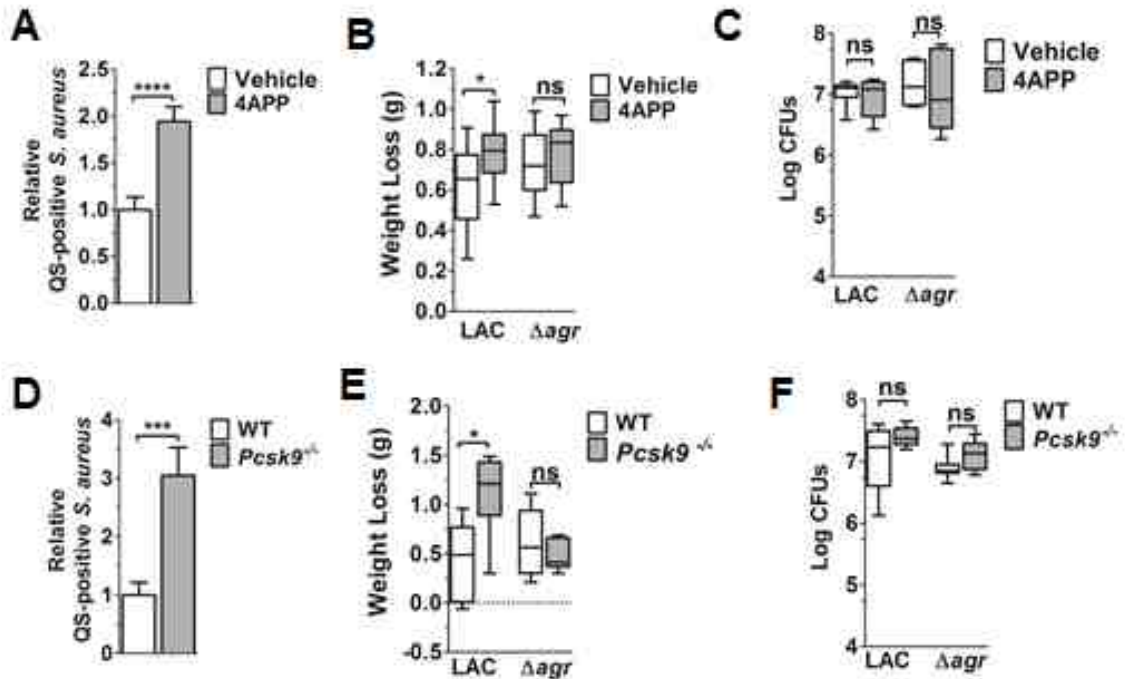 A
Relative
QS-positive S. aureus
2.5
2.0
1.5
1.0
0.5
0.0
****
Vehicle
4APP
B
Weight Loss (g)
1.2
1.0
0.8
0.6
0.4
0.2
0.0
*
ns
Vehicle
4APP
LAC
Δagr
C
Log CFUs
8
7
6
5
4
ns
ns
Vehicle
4APP
LAC
Δagr
D
Relative
QS-positive S. aureus
4
3
2
1
0
***
WT
Pcsk9-/-
E
Weight Loss (g)
2.0
1.5
1.0
0.5
0.0
-0.5
*
ns
WT
Pcsk9 -/-
LAC
Δagr
F
Log CFUs
8
7
6
5
4
ns
ns
WT
Pcsk9-/-
LAC
Δagr